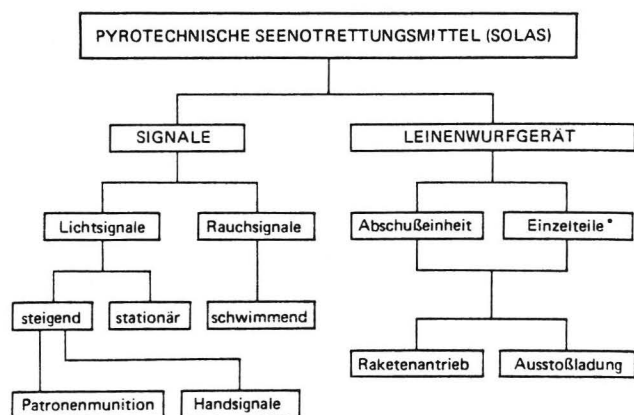 PYROTECHNISCHE SEENOTRETTUNGSMITTEL (SOLAS)
SIGNALE
LEINENWURFGERÄT
Lichtsignale
Rauchsignale
Abschußeinheit
Einzelteile*
steigend
stationär
schwimmend
Raketenantrieb
Ausstoßladung
Patronenmunition
Handsignale